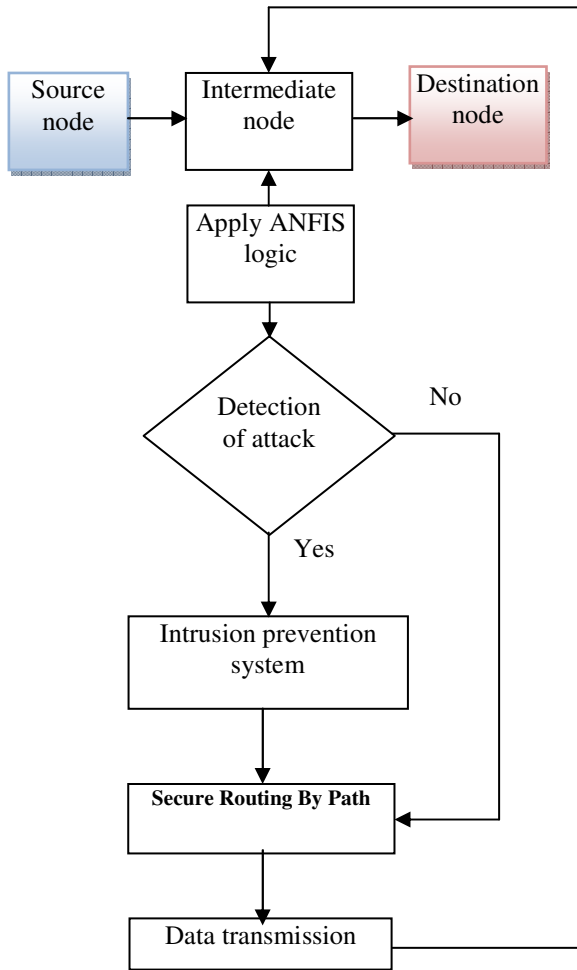 Source
node
Intermediate
node
Destination
node
Apply ANFIS
logic
Detection
of attack
No
Yes
Intrusion prevention
system
Secure Routing By Path
Data transmission